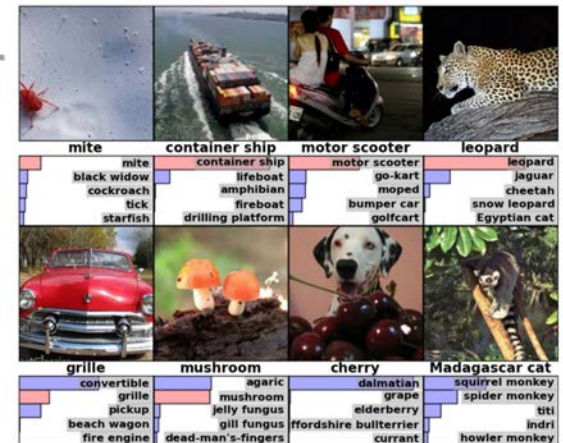 mite
container ship
motor scooter
leopard
mite
black widow
cockroach
tick
starfish
container ship
lifeboat
amphibian
fireboat
drilling platform
motor scooter
go-kart
moped
bumper car
golfcart
leopard
jaguar
cheetah
snow leopard
Egyptian cat
grille
mushroom
cherry
Madagascar cat
convertible
grille
pickup
beach wagon
fire engine
agaric
mushroom
jelly fungus
gill fungus
dead-man's-fingers
dalmatian
grape
elderberry
ffordshire bullterrier
currant
squirrel monkey
spider monkey
titi
indri
howler monkey